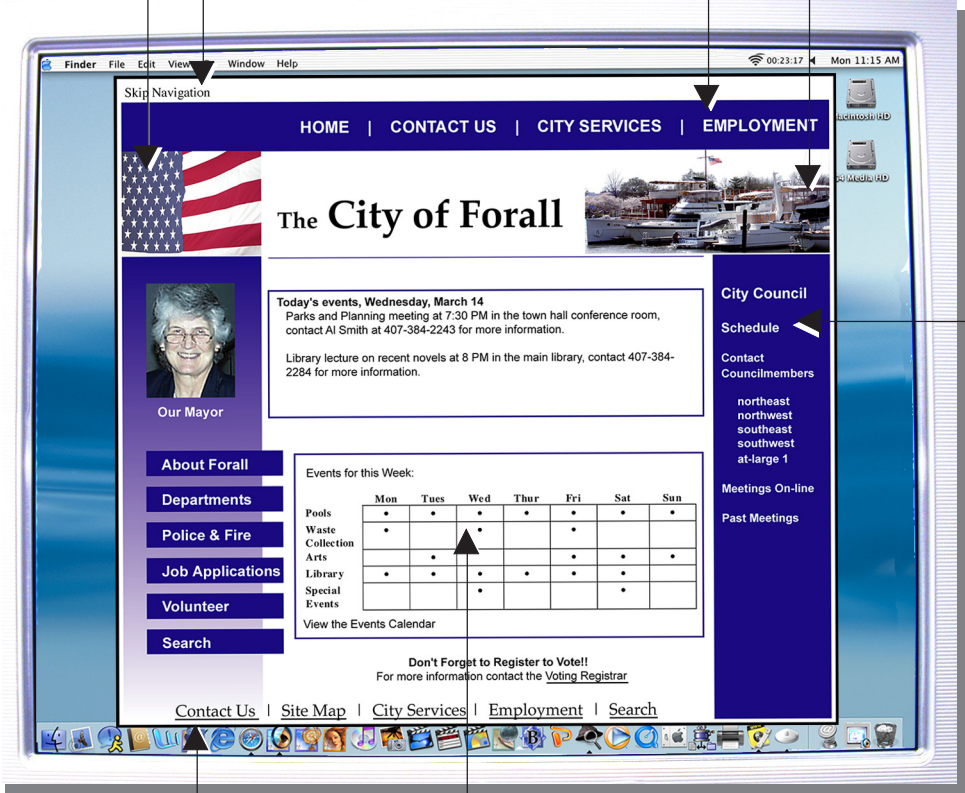 Finder File Edit View Window Help 00:23:17 Mon 11:15 AM
Skip Navigation
HOME | CONTACT US | CITY SERVICES | EMPLOYMENT
Macintosh HD
Media HD
The City of Forall
Our Mayor
About Forall
Departments
Police & Fire
Job Applications
Volunteer
Search
Today's events, Wednesday, March 14
Parks and Planning meeting at 7:30 PM in the town hall conference room,
contact Al Smith at 407-384-2243 for more information.
Library lecture on recent novels at 8 PM in the main library, contact 407-384-
2284 for more information.
Events for this Week:
Mon Tues Wed Thur Fri Sat Sun
Pools
Waste
Collection
Arts
Library
Special
Events
View the Events Calendar
Don't Forget to Register to Vote!!
For more information contact the Voting Registrar
City Council
Schedule
Contact
Councilmembers
northeast
northwest
southeast
southwest
at-large 1
Meetings On-line
Past Meetings
Contact Us | Site Map | City Services | Employment | Search